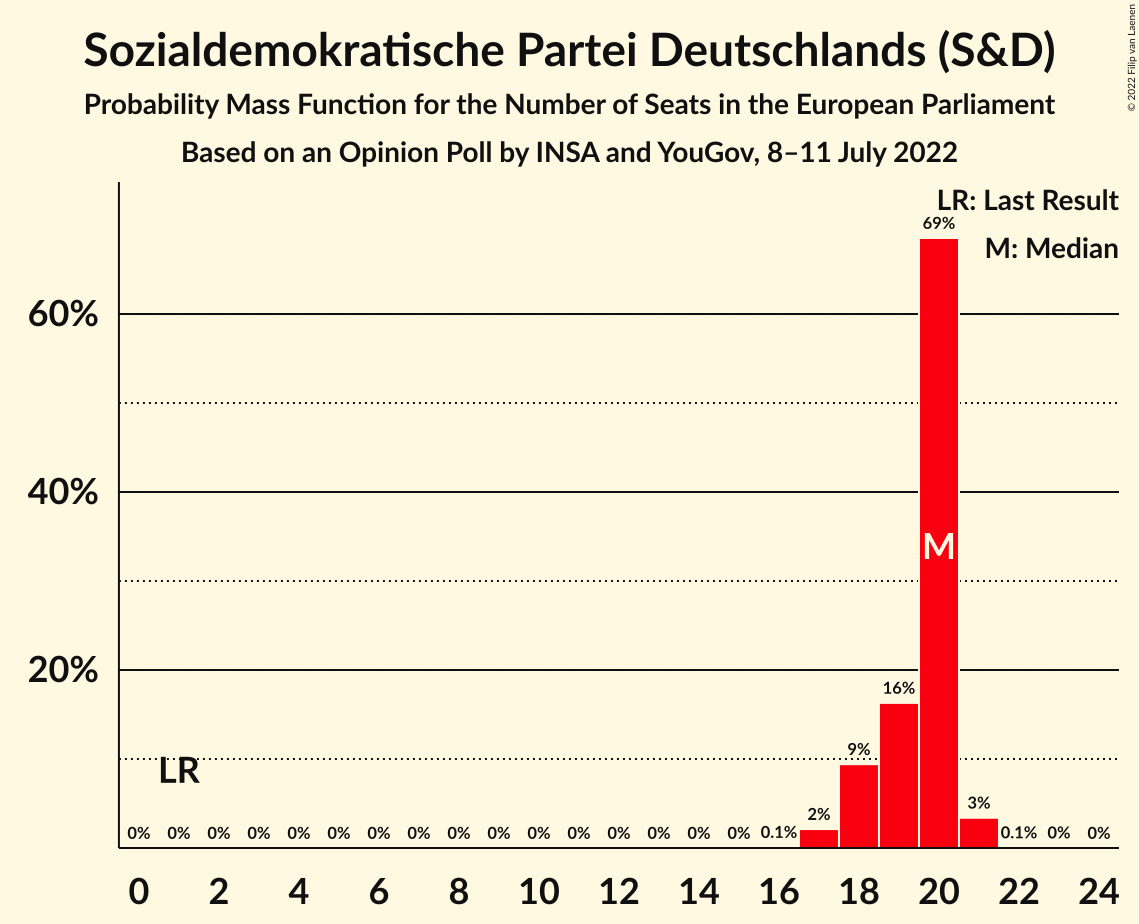 Sozialdemokratische Partei Deutschlands (S&D)
Probability Mass Function for the Number of Seats in the European Parliament
Based on an Opinion Poll by INSA and YouGov, 8–11 July 2022
© 2022 Filip van Laenen
LR: Last Result
M: Median
69%
60%
40%
M
20%
16%
9%
LR
3%
2%
0% 0% 0% 0% 0% 0% 0% 0% 0% 0% 0% 0% 0% 0% 0% 0% 0.1% 0.1% 0% 0%
0 2 4 6 8 10 12 14 16 18 20 22 24